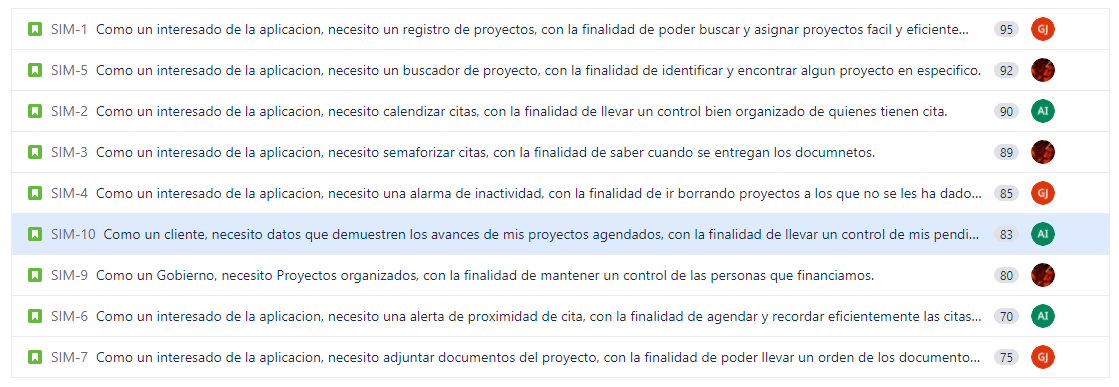 SIM-1 Como un interesado de la aplicacion, necesito un registro de proyectos, con la finalidad de poder buscar y asignar proyectos facil y eficiente... 95 GJ
SIM-5 Como un interesado de la aplicacion, necesito un buscador de proyecto, con la finalidad de identificar y encontrar algun proyecto en especifico. 92
SIM-2 Como un interesado de la aplicacion, necesito calendizar citas, con la finalidad de llevar un control bien organizado de quienes tienen cita. 90 AI
SIM-3 Como un interesado de la aplicacion, necesito semaforizar citas, con la finalidad de saber cuando se entregan los documnetos. 89
SIM-4 Como un interesado de la aplicacion, necesito una alarma de inactividad, con la finalidad de ir borrando proyectos a los que no se les ha dado... 85 GJ
SIM-10 Como un cliente, necesito datos que demuestren los avances de mis proyectos agendados, con la finalidad de llevar un control de mis pendi... 83 AI
SIM-9 Como un Gobierno, necesito Proyectos organizados, con la finalidad de mantener un control de las personas que financiamos. 80
SIM-6 Como un interesado de la aplicacion, necesito una alerta de proximidad de cita, con la finalidad de agendar y recordar eficientemente las citas... 70 AI
SIM-7 Como un interesado de la aplicacion, necesito adjuntar documentos del proyecto, con la finalidad de poder llevar un orden de los documento... 75 GJ